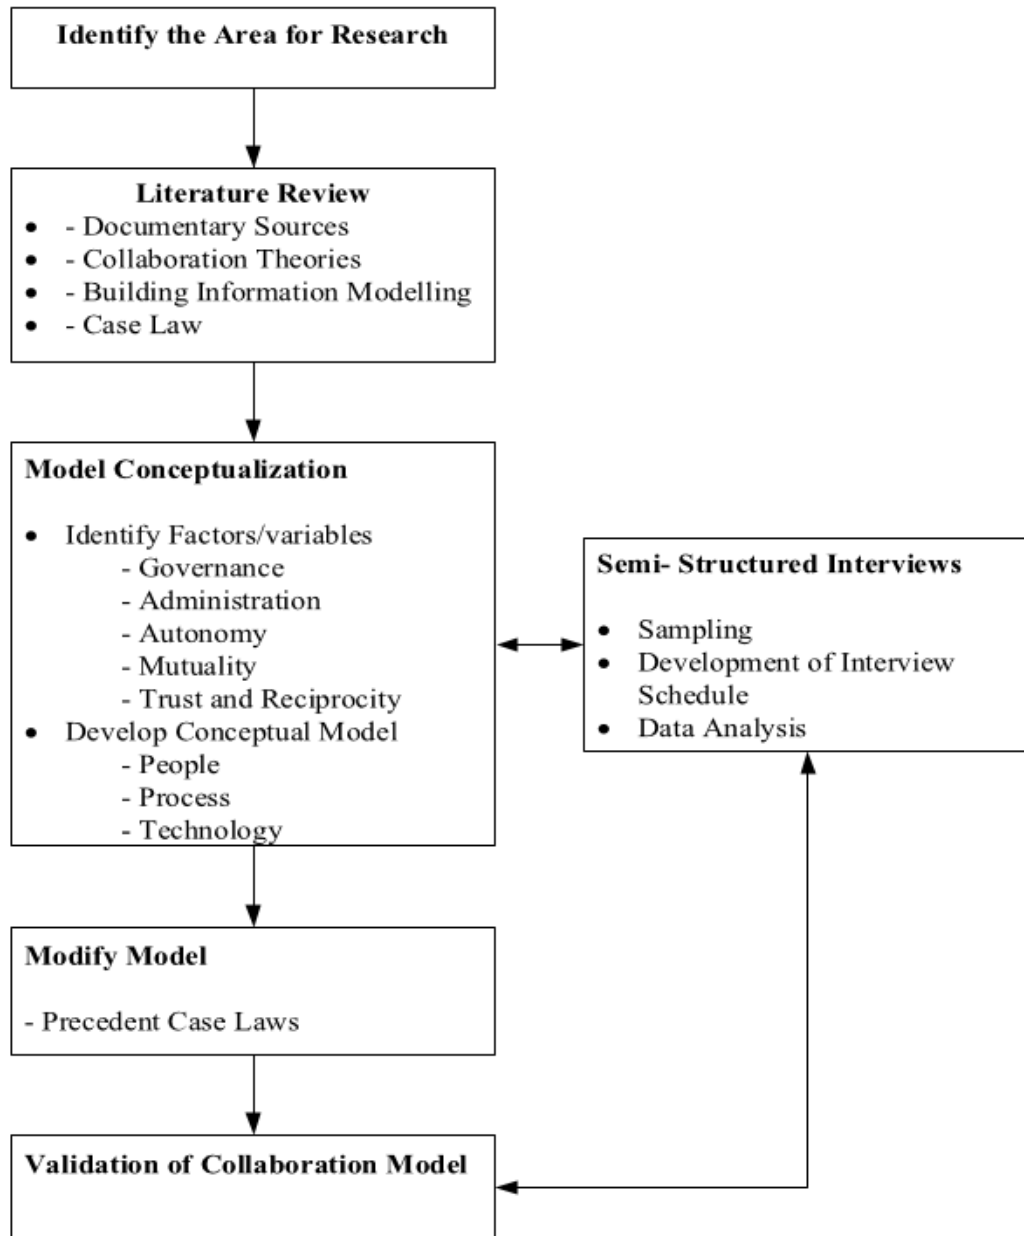 Identify the Area for Research
Literature Review
• - Documentary Sources
• - Collaboration Theories
• - Building Information Modelling
• - Case Law
Model Conceptualization
• Identify Factors/variables
- Governance
- Administration
- Autonomy
- Mutuality
- Trust and Reciprocity
• Develop Conceptual Model
- People
- Process
- Technology
Semi- Structured Interviews
• Sampling
• Development of Interview
Schedule
• Data Analysis
Modify Model
- Precedent Case Laws
Validation of Collaboration Model